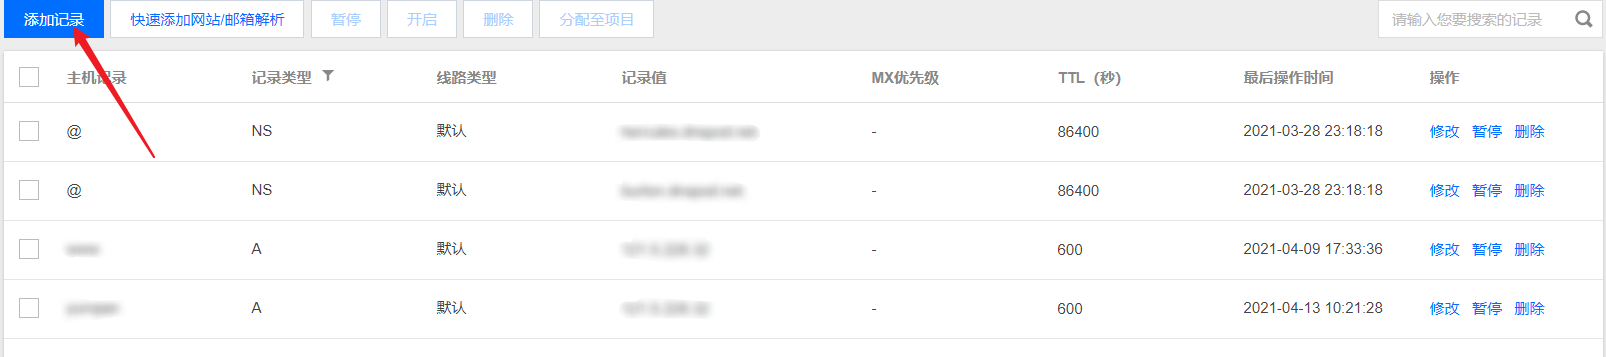 添加记录 快速添加网站/邮箱解析 暂停 开启 删除 分配至项目 请输入您要搜索的记录
主机记录 记录类型 线路类型 记录值 MX优先级 TTL（秒） 最后操作时间 操作
@ NS 默认 - 86400 2021-03-28 23:18:18 修改 暂停 删除
@ NS 默认 - 86400 2021-03-28 23:18:18 修改 暂停 删除
A 默认 - 600 2021-04-09 17:33:36 修改 暂停 删除
A 默认 - 600 2021-04-13 10:21:28 修改 暂停 删除